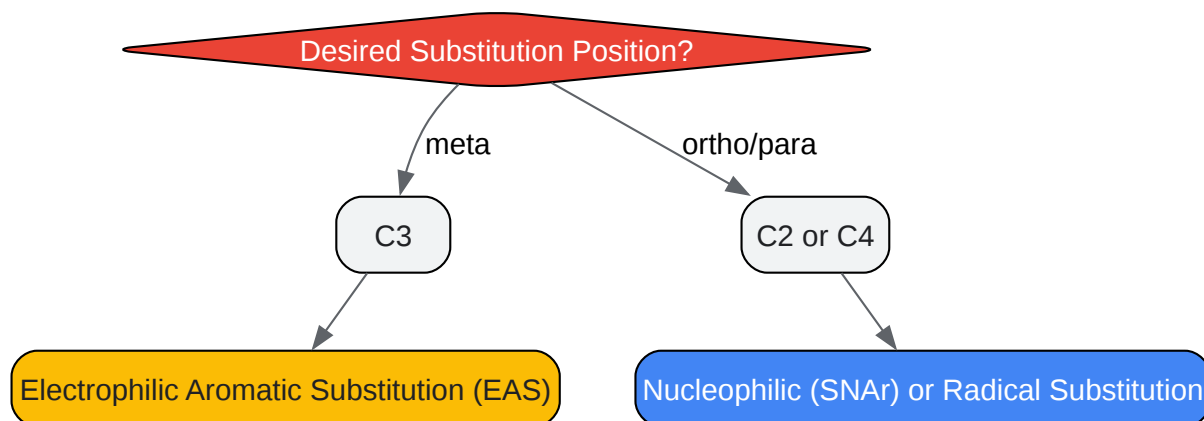 Desired Substitution Position?
meta
ortho/para
C3
C2 or C4
Electrophilic Aromatic Substitution (EAS)
Nucleophilic (SNAr) or Radical Substitution